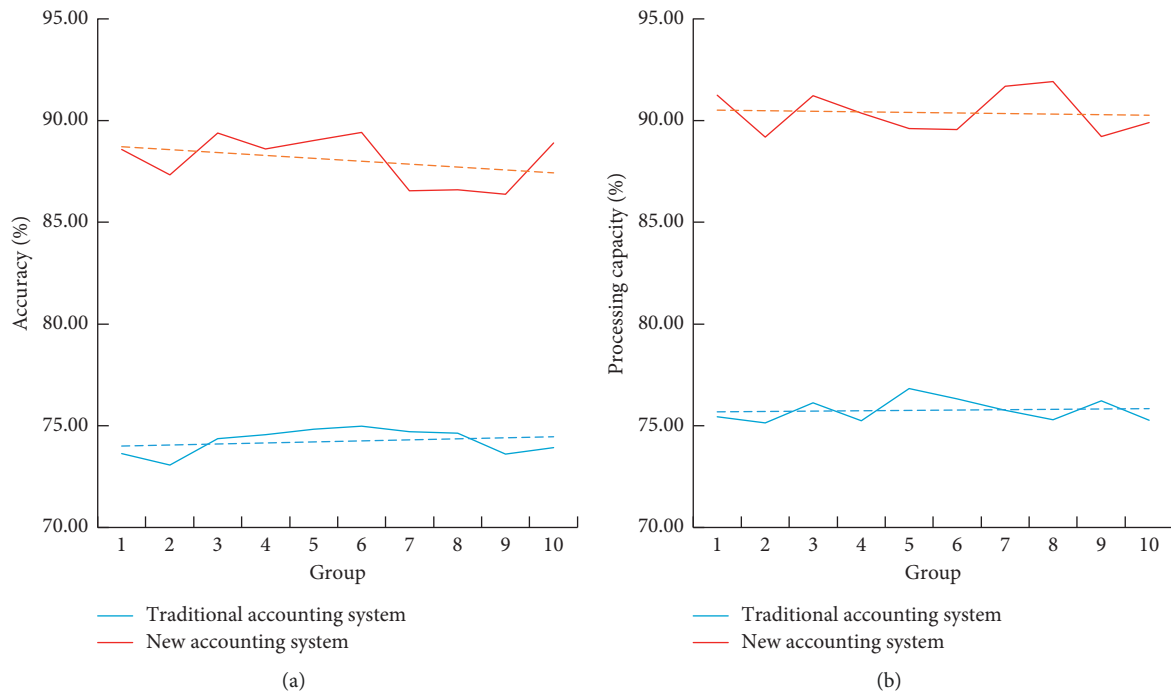 95.00
90.00
85.00
80.00
75.00
70.00
Accuracy (%)
1 2 3 4 5 6 7 8 9 10
Group
Traditional accounting system
New accounting system
(a)
95.00
90.00
85.00
80.00
75.00
70.00
Processing capacity (%)
1 2 3 4 5 6 7 8 9 10
Group
Traditional accounting system
New accounting system
(b)